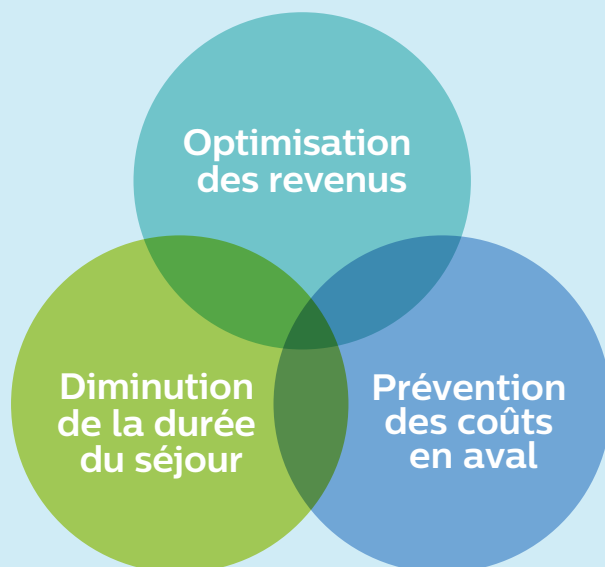 Optimisation
des revenus
Diminution
de la durée
du séjour
Prévention
des coûts
en aval